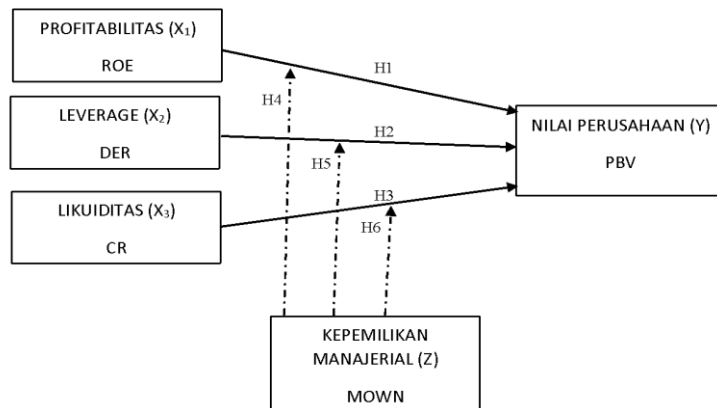 PROFITABILITAS (X₁)
ROE
H1
H4
LEVERAGE (X₂)
DER
H2
H5
NILAI PERUSAHAAN (Y)
PBV
LIKUIDITAS (X₃)
CR
H3
H6
KEPEMILIKAN
MANAJERIAL (Z)
MOWN